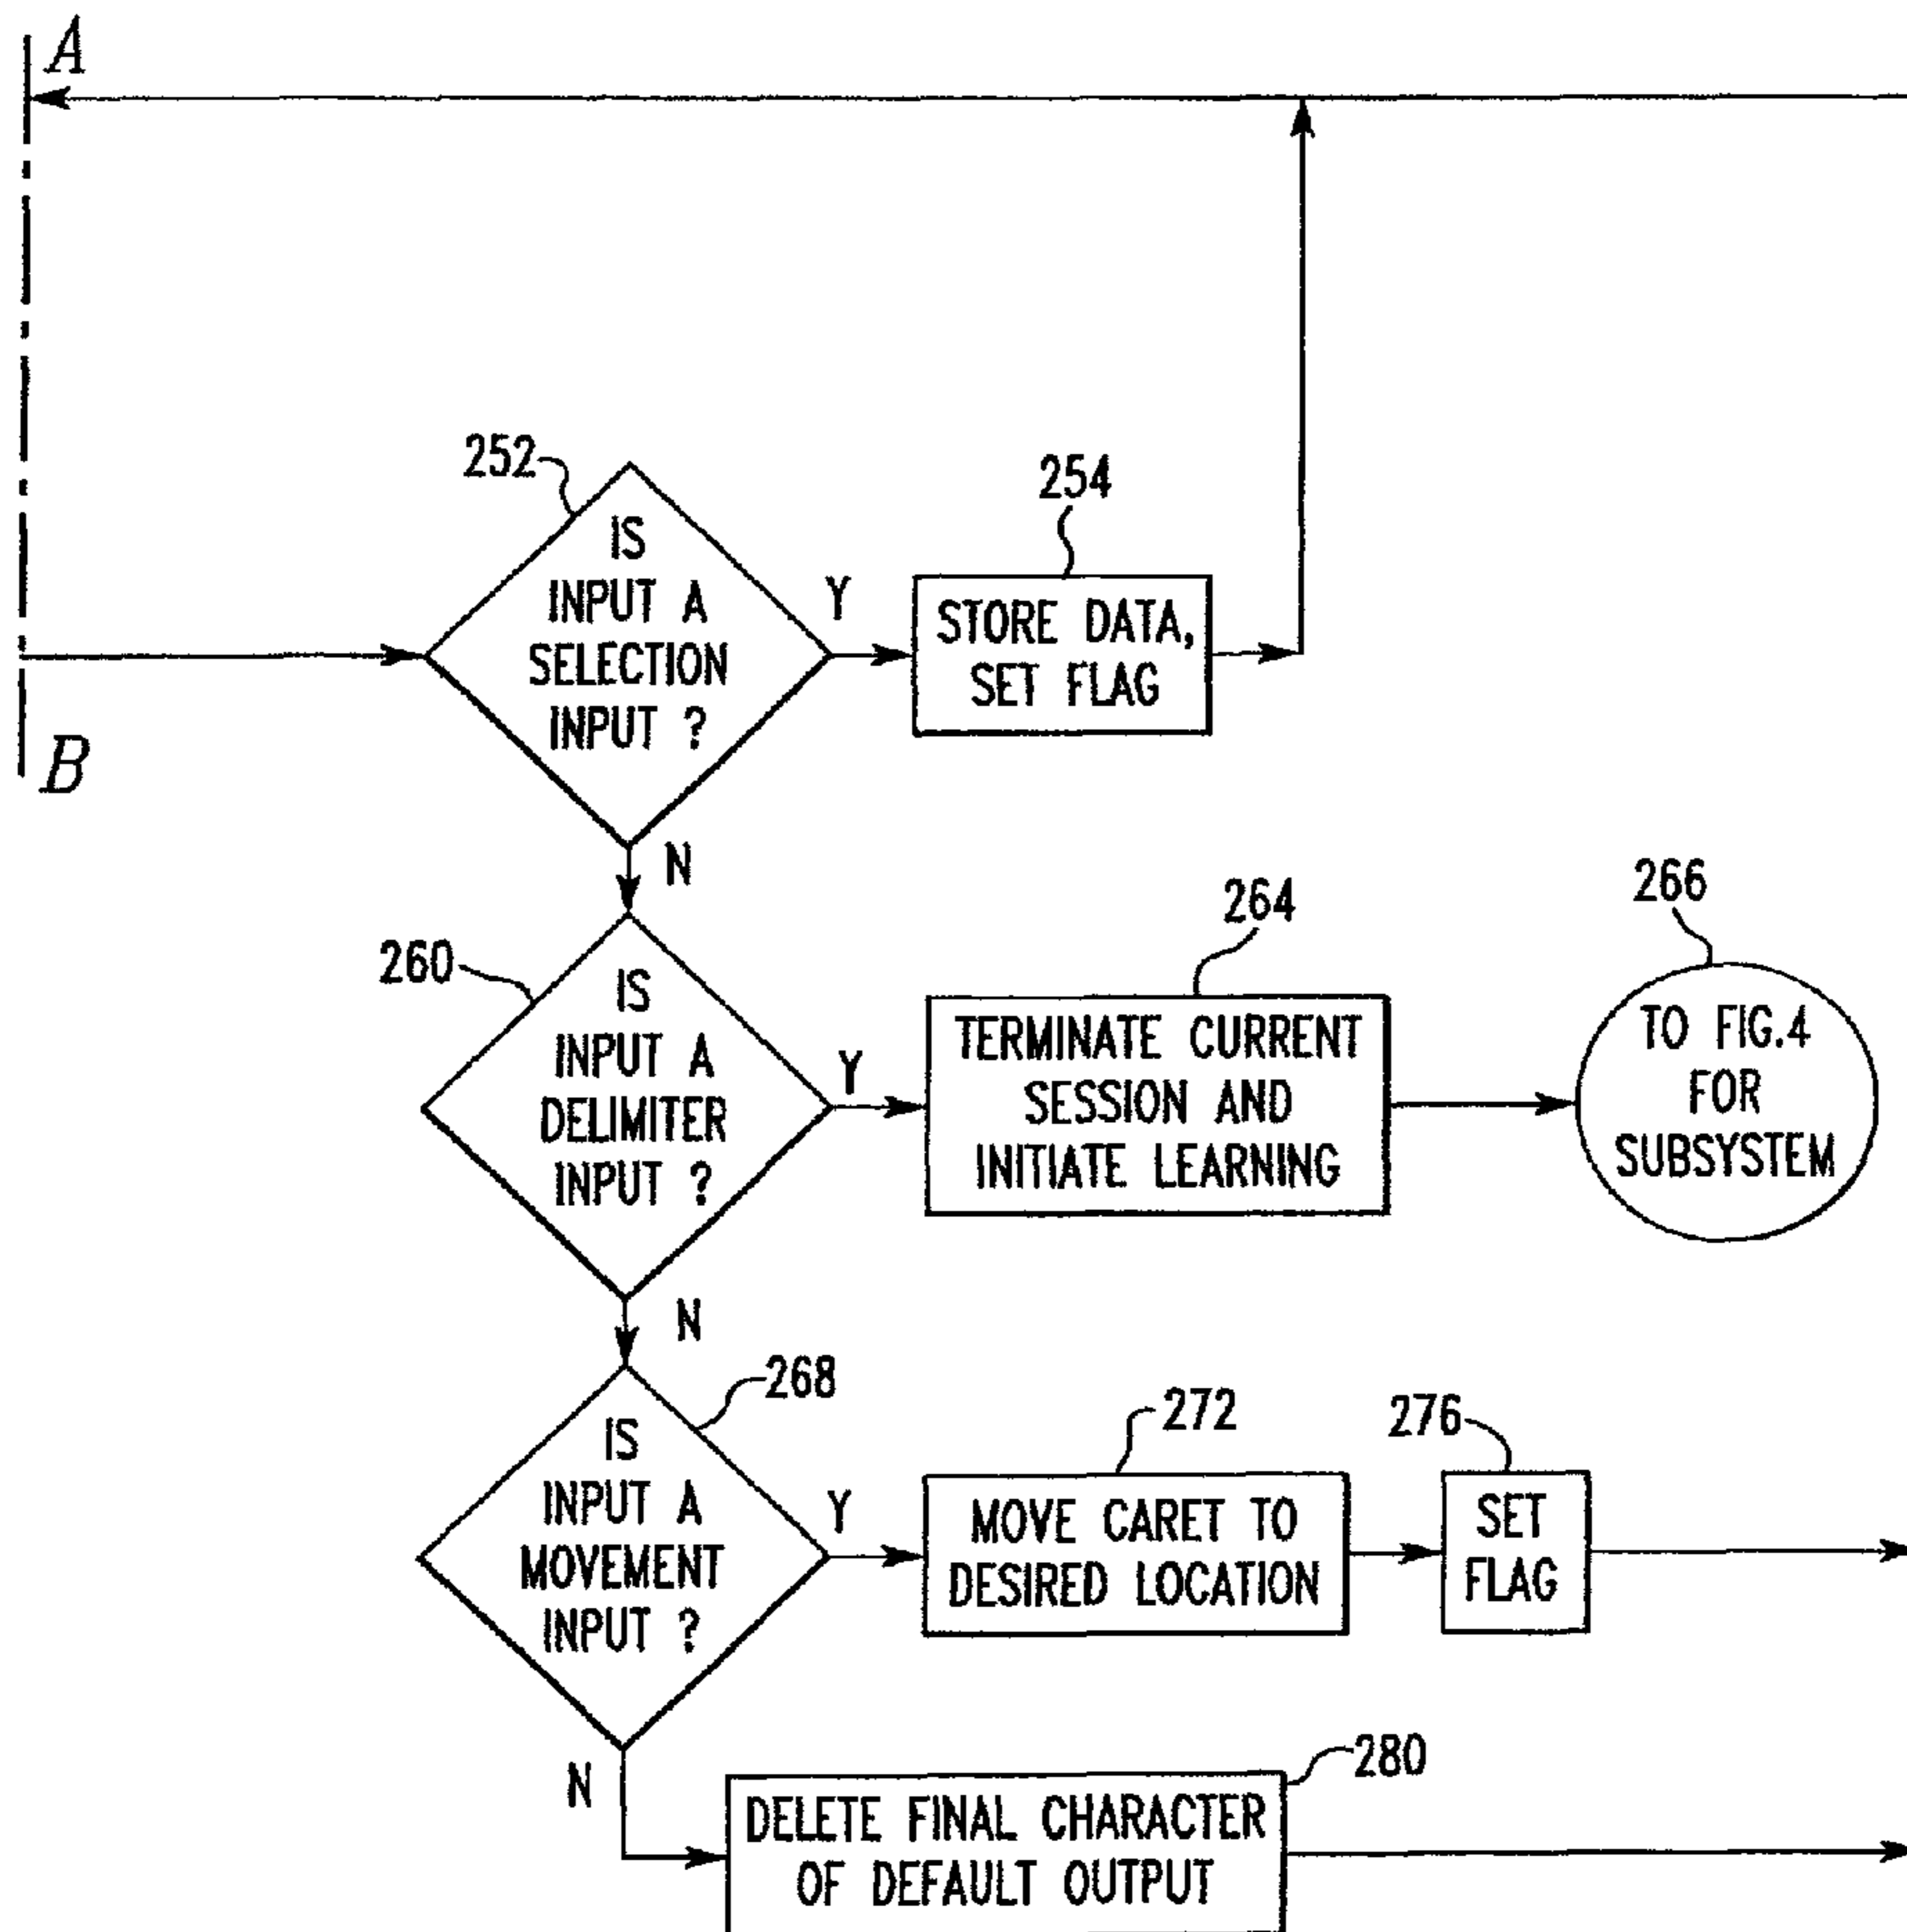 A
252
254
IS
INPUT A
SELECTION
INPUT ?
Y
STORE DATA,
SET FLAG
B
N
260
264
266
IS
INPUT A
DELIMITER
INPUT ?
Y
TERMINATE CURRENT
SESSION AND
INITIATE LEARNING
TO FIG.4
FOR
SUBSYSTEM
N
268
272
276
IS
INPUT A
MOVEMENT
INPUT ?
Y
MOVE CARET TO
DESIRED LOCATION
SET
FLAG
N
280
DELETE FINAL CHARACTER
OF DEFAULT OUTPUT